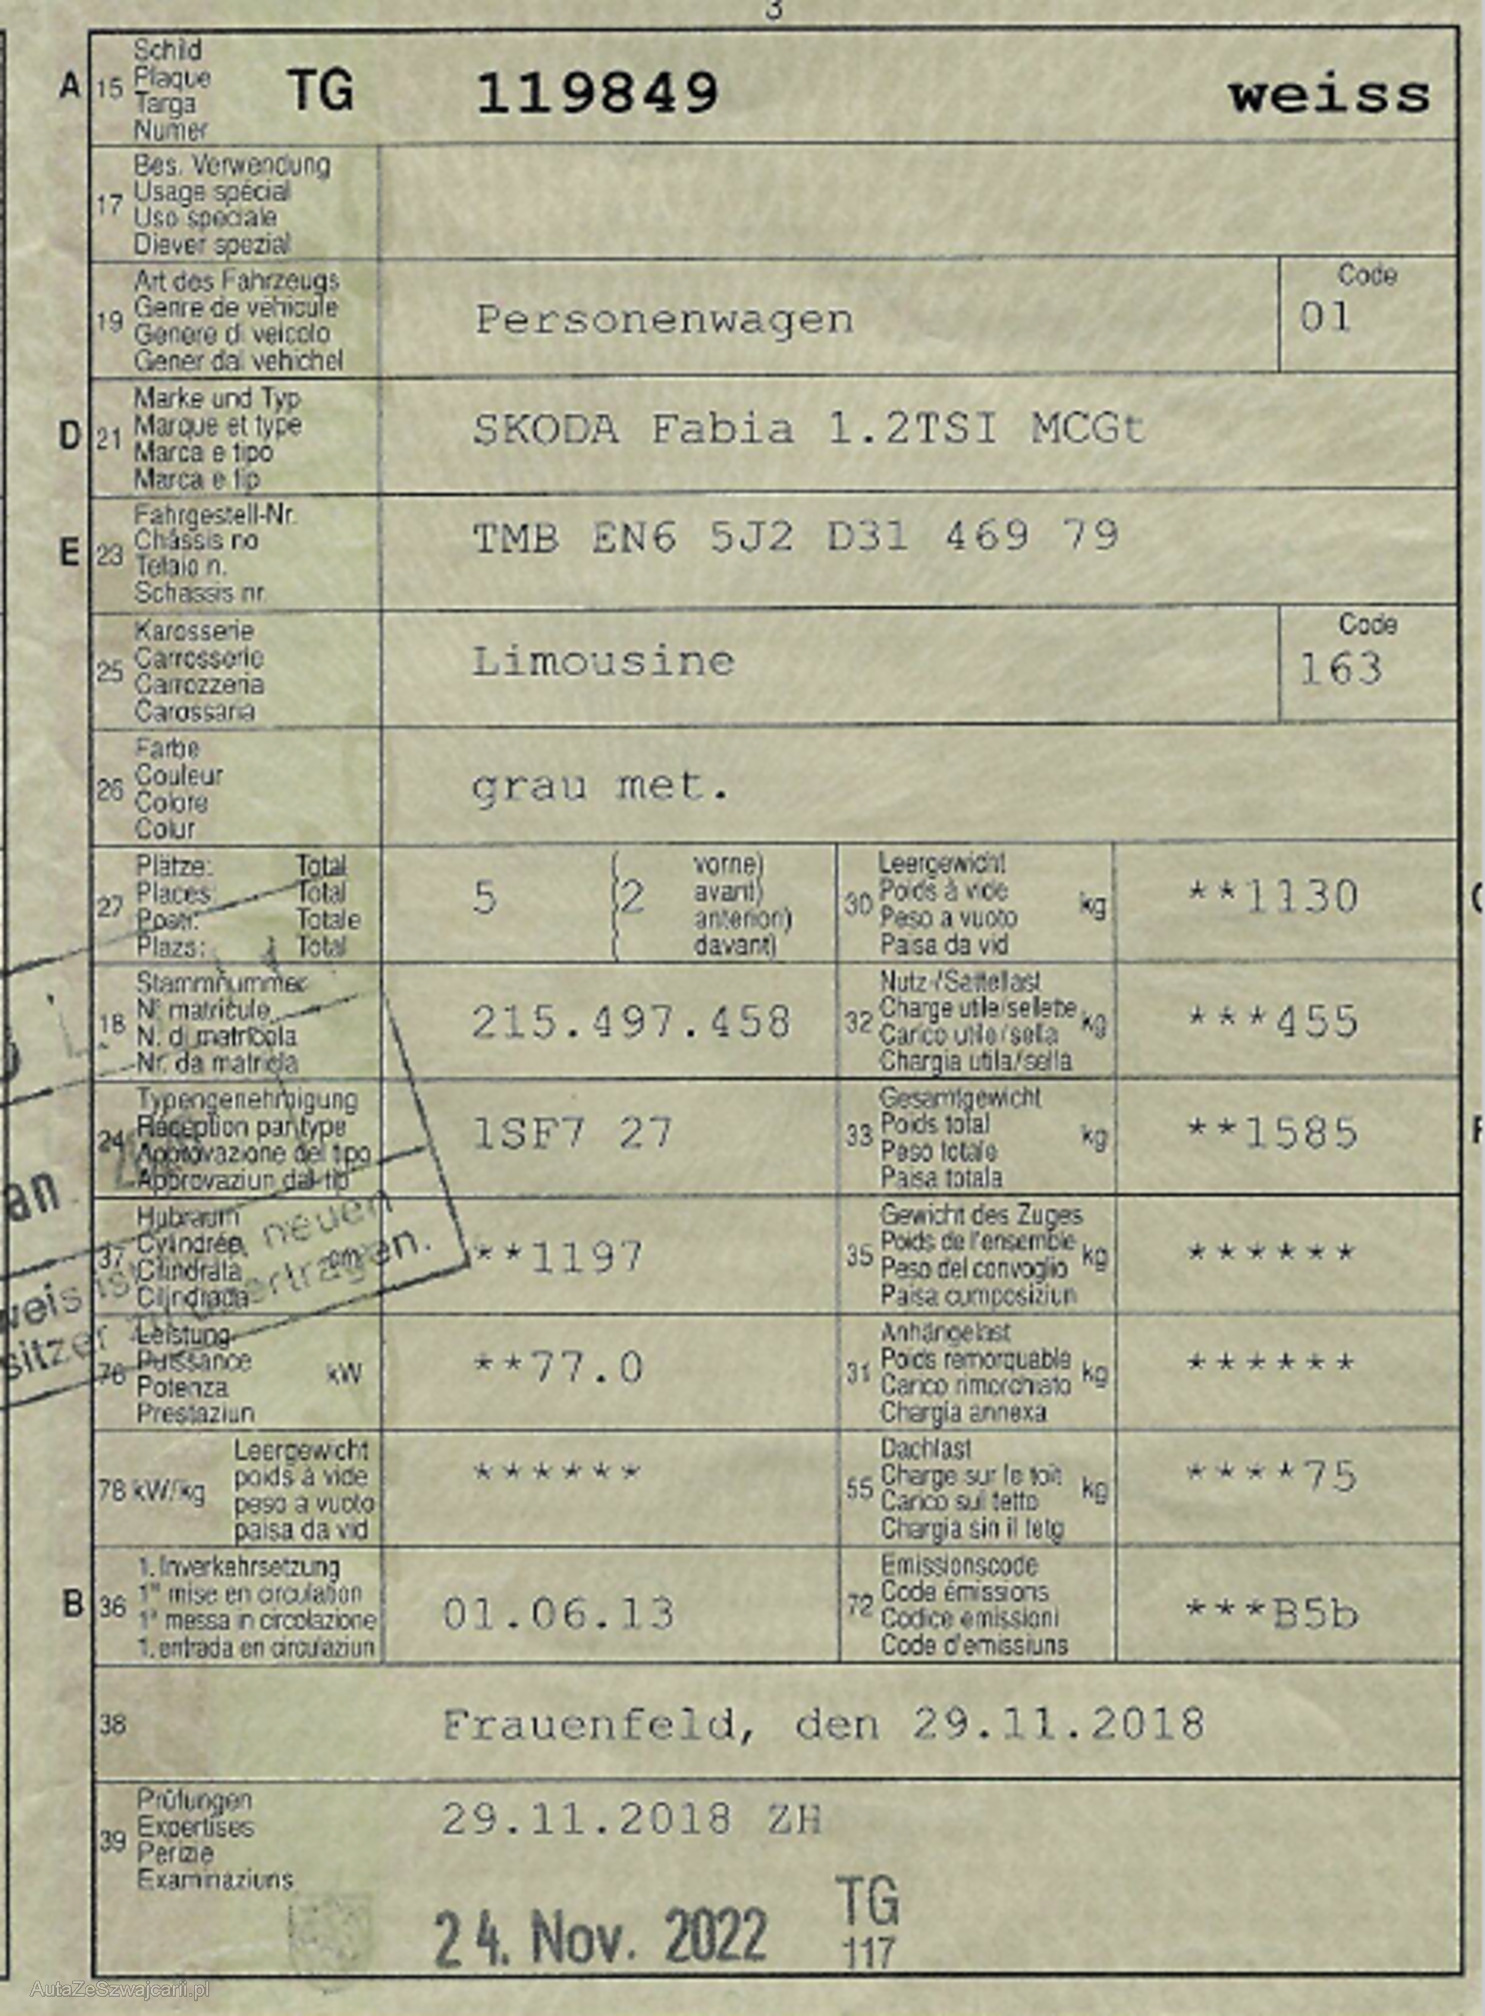 3
A 15 Schild
Plaque
Targa
Numer
TG 119849 weiss
17 Bes. Verwendung
Usage spécial
Uso speciale
Diever spezial
19 Art des Fahrzeugs
Genre de véhicule
Genere di veicolo
Gener dal vehichel
Personenwagen
Code
01
D 21 Marke und Typ
Marque et type
Marca e tipo
Marca e tip
SKODA Fabia 1.2TSI MCGt
E 23 Fahrgestell-Nr.
Châssis no
Telaio n.
Schassis nr.
TMB EN6 5J2 D31 469 79
25 Karosserie
Carrosserie
Carrozzeria
Carossaria
Limousine
Code
163
26 Farbe
Couleur
Colore
Colur
grau met.
27 Plätze: Total
Places: Total
Posti: Totale
Plazs: Total
5 (2 vorne)
avant)
anteriori)
davant)
30 Leergewicht
Poids à vide
Peso a vuoto
Paisa da vid
kg
**1130
18 Stammnummer
N° matricule
N. di matricola
Nr. da matricla
215.497.458
32 Nutz-/Sattellast
Charge utile/sellette
Carico utile/sella
Chargia utila/sella
kg
***455
24 Typengenehmigung
Réception par type
Approvazione del tipo
Approvaziun dal tip
1SF7 27
33 Gesamtgewicht
Poids total
Peso totale
Paisa totala
kg
**1585
37 Hubraum
Cylindrée
Cilindrata
Cilindrada
**1197
35 Gewicht des Zuges
Poids de l'ensemble
Peso del convoglio
Paisa cumposiziun
kg
******
76 Leistung
Puissance
Potenza
Prestaziun
kW
**77.0
31 Anhängelast
Poids remorquable
Carico rimorchiato
Chargia annexa
kg
******
78 kW/kg Leergewicht
poids à vide
peso a vuoto
paisa da vid
******
55 Dachlast
Charge sur le toit
Carico sul tetto
Chargia sin il tetg
kg
****75
B 36 1. Inverkehrsetzung
1re mise en circulation
1a messa in circolazione
1. entrada en circulaziun
01.06.13
72 Emissionscode
Code émissions
Codice emissioni
Code d'emissiuns
***B5b
38 Frauenfeld, den 29.11.2018
39 Prüfungen
Expertises
Perizie
Examinaziuns
29.11.2018 ZH
24. Nov. 2022 TG
117
an
neuen
weis ist
sitzer
AutaZeSzwajcarii.pl